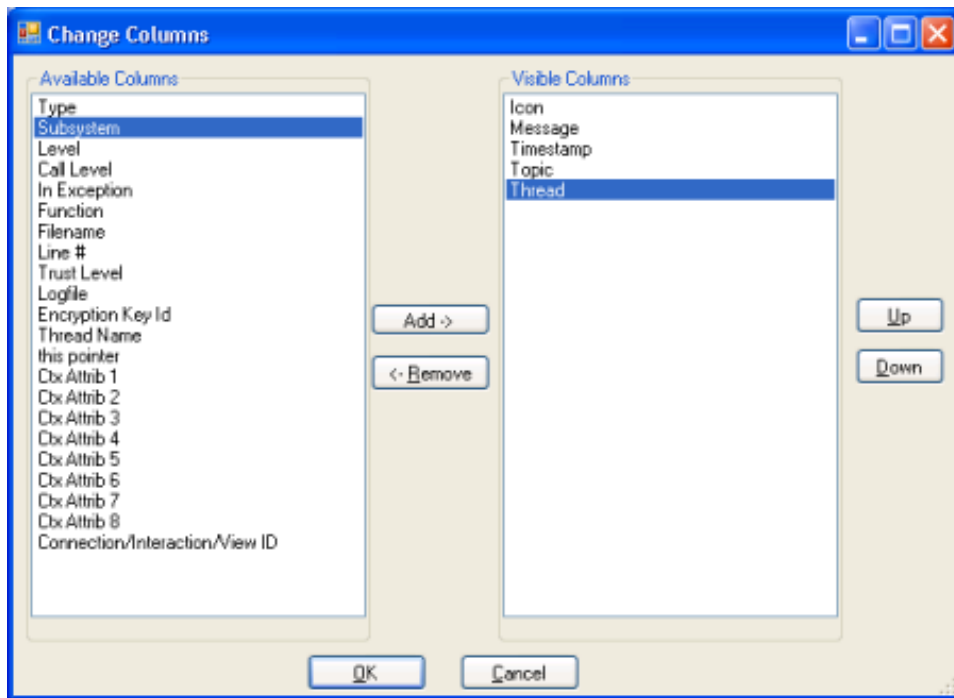 Change Columns
Available Columns
Type
Subsystem
Level
Call Level
In Exception
Function
Filename
Line #
Trust Level
Logfile
Encryption Key Id
Thread Name
this pointer
Ctx Attrib 1
Ctx Attrib 2
Ctx Attrib 3
Ctx Attrib 4
Ctx Attrib 5
Ctx Attrib 6
Ctx Attrib 7
Ctx Attrib 8
Connection/Interaction/View ID
Add ->
<- Remove
Visible Columns
Icon
Message
Timestamp
Topic
Thread
Up
Down
OK
Cancel